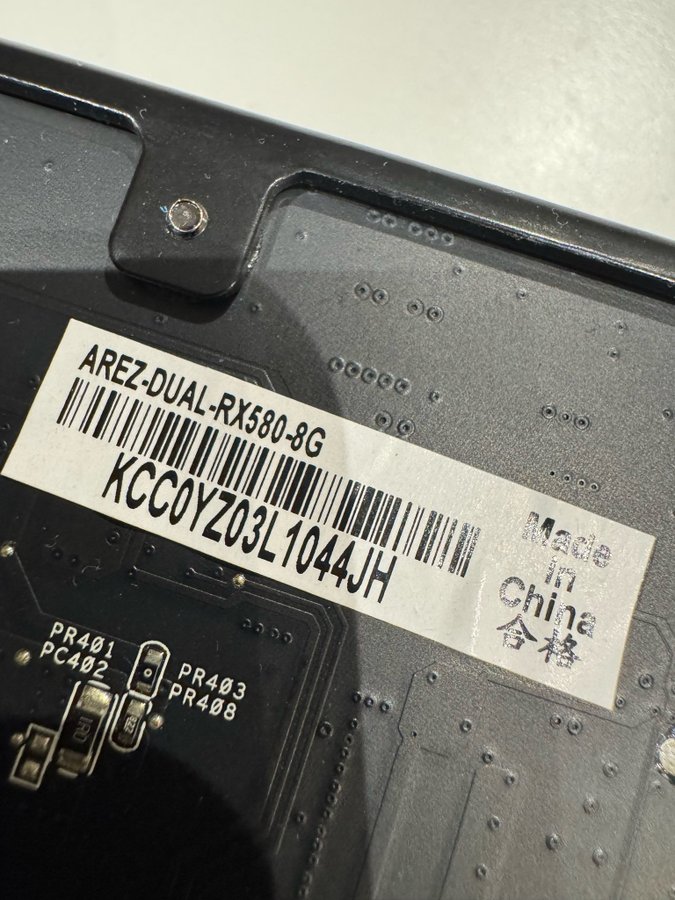 AREZ-DUAL-RX580-8G
KCC0YZ03L1044JH
Made
in
China
合格
PR401
PC402
PR403
PR408